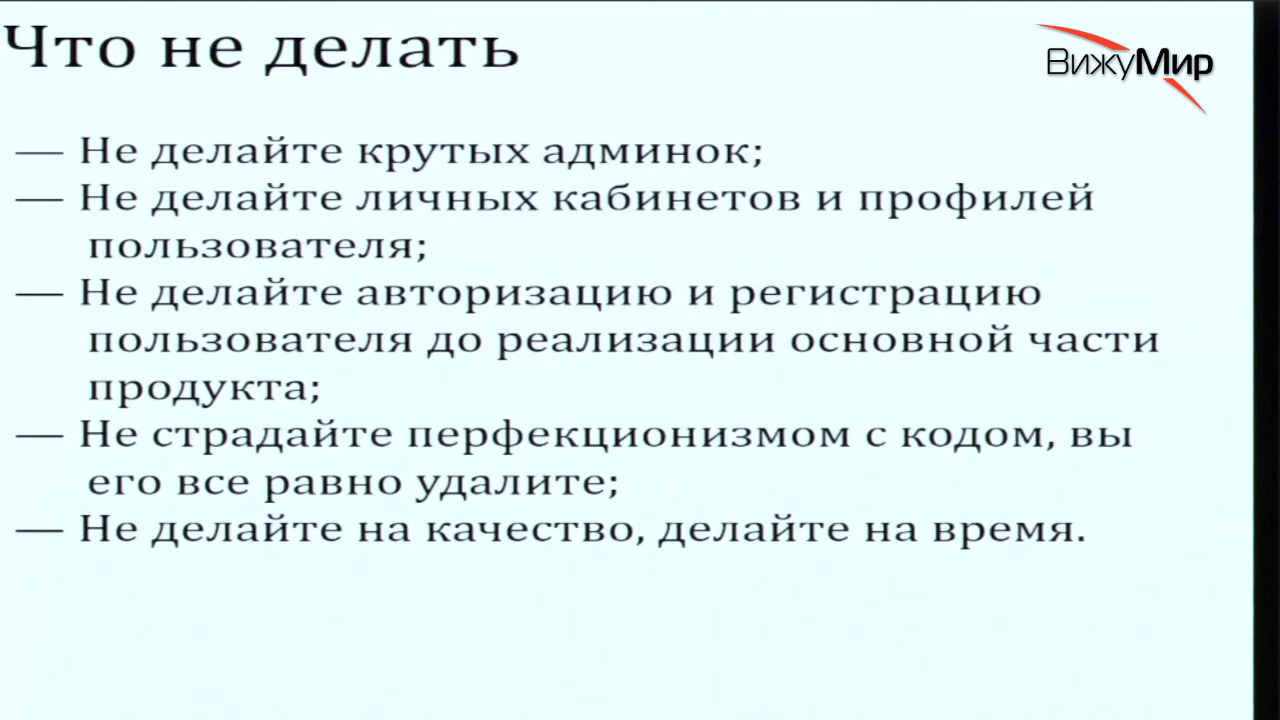 Что не делать
ВижуМир
— Не делайте крутых админок;
— Не делайте личных кабинетов и профилей
пользователя;
— Не делайте авторизацию и регистрацию
пользователя до реализации основной части
продукта;
— Не страдайте перфекционизмом с кодом, вы
его все равно удалите;
— Не делайте на качество, делайте на время.